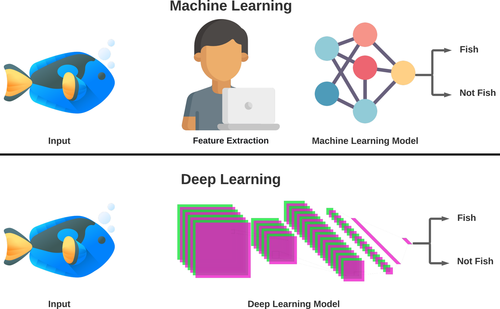 Machine Learning
Fish
Not Fish
Input
Feature Extraction
Machine Learning Model
Deep Learning
Fish
Not Fish
Input
Deep Learning Model